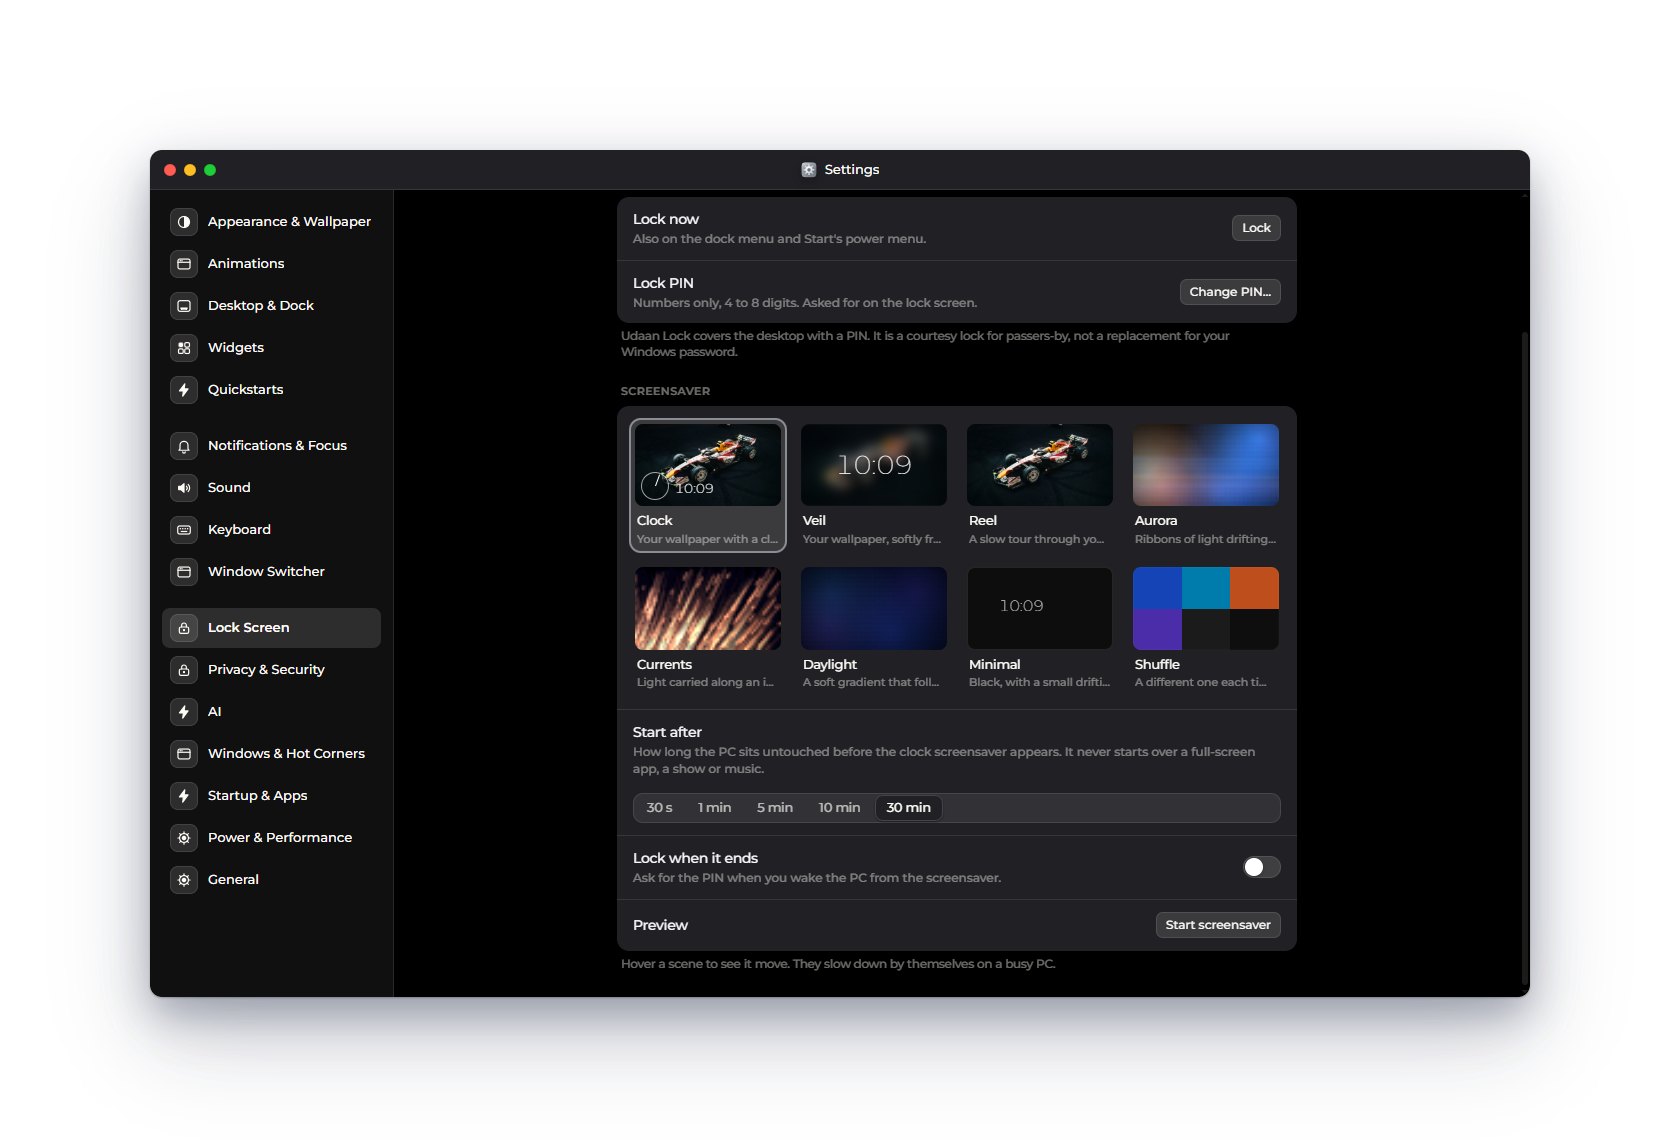 Settings
Appearance & Wallpaper
Animations
Desktop & Dock
Widgets
Quickstarts
Notifications & Focus
Sound
Keyboard
Window Switcher
Lock Screen
Privacy & Security
AI
Windows & Hot Corners
Startup & Apps
Power & Performance
General
Lock now
Also on the dock menu and Start's power menu.
Lock
Lock PIN
Numbers only, 4 to 8 digits. Asked for on the lock screen.
Change PIN...
Udaan Lock covers the desktop with a PIN. It is a courtesy lock for passers-by, not a replacement for your
Windows password.
SCREENSAVER
10:09
Clock
Your wallpaper with a cl...
10:09
Veil
Your wallpaper, softly fr...
Reel
A slow tour through yo...
Aurora
Ribbons of light drifting...
Currents
Light carried along an i...
Daylight
A soft gradient that foll...
10:09
Minimal
Black, with a small drifti...
Shuffle
A different one each ti...
Start after
How long the PC sits untouched before the clock screensaver appears. It never starts over a full-screen
app, a show or music.
30 s 1 min 5 min 10 min 30 min
Lock when it ends
Ask for the PIN when you wake the PC from the screensaver.
Preview
Start screensaver
Hover a scene to see it move. They slow down by themselves on a busy PC.